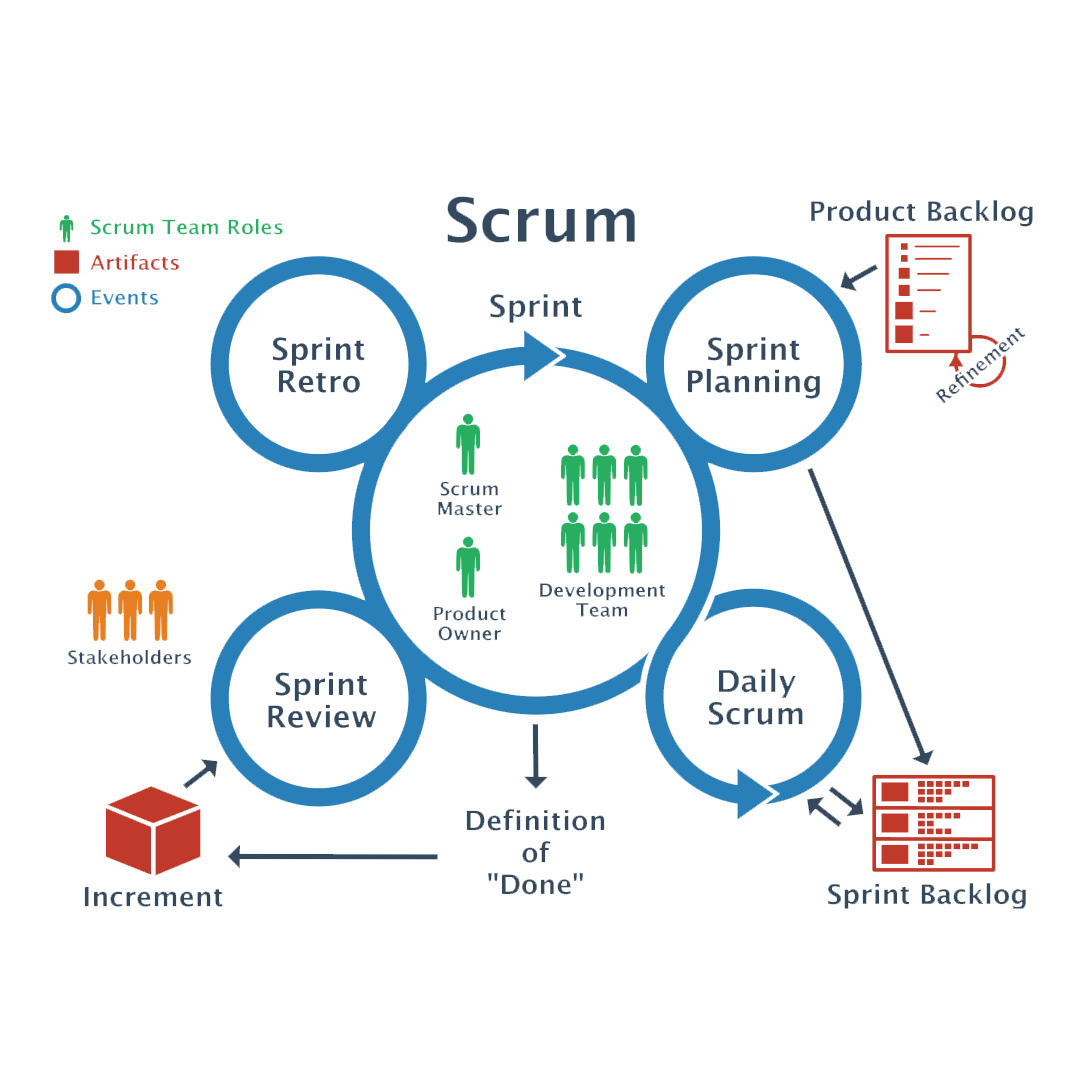 Scrum
Scrum Team Roles
Artifacts
Events
Product Backlog
Refinement
Sprint
Sprint
Retro
Sprint
Planning
Scrum
Master
Product
Owner
Development
Team
Stakeholders
Sprint
Review
Daily
Scrum
Definition
of
"Done"
Increment
Sprint Backlog